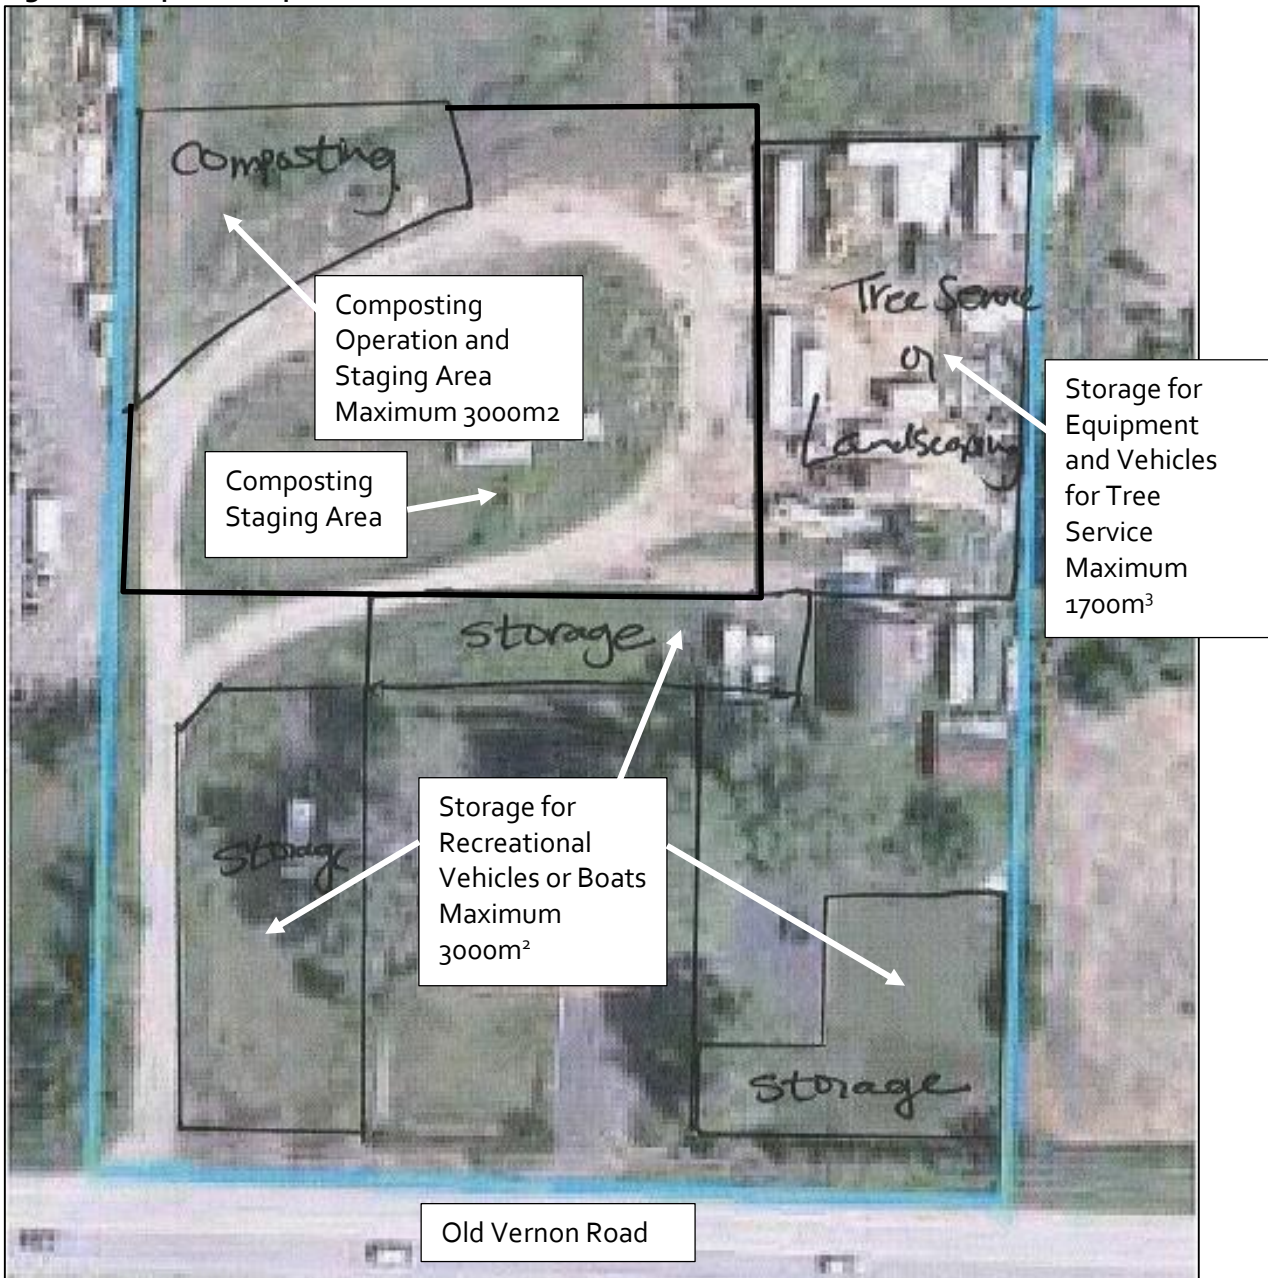 Composting
Composting
Operation and
Staging Area
Maximum 3000m2
Composting
Staging Area
Tree Service
or
Landscaping
Storage for
Equipment
and Vehicles
for Tree
Service
Maximum
1700m³
storage
Storage for
Recreational
Vehicles or Boats
Maximum
3000m²
storage
storage
Old Vernon Road